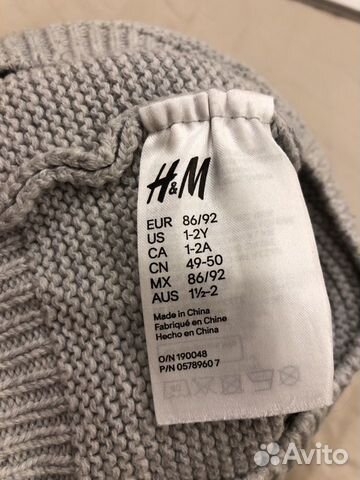 H&M
EUR 86/92
US 1-2Y
CA 1-2A
CN 49-50
MX 86/92
AUS 1½-2
Made in China
Fabriqué en Chine
Hecho en China
O/N 190048
P/N 0578960 7
Avito